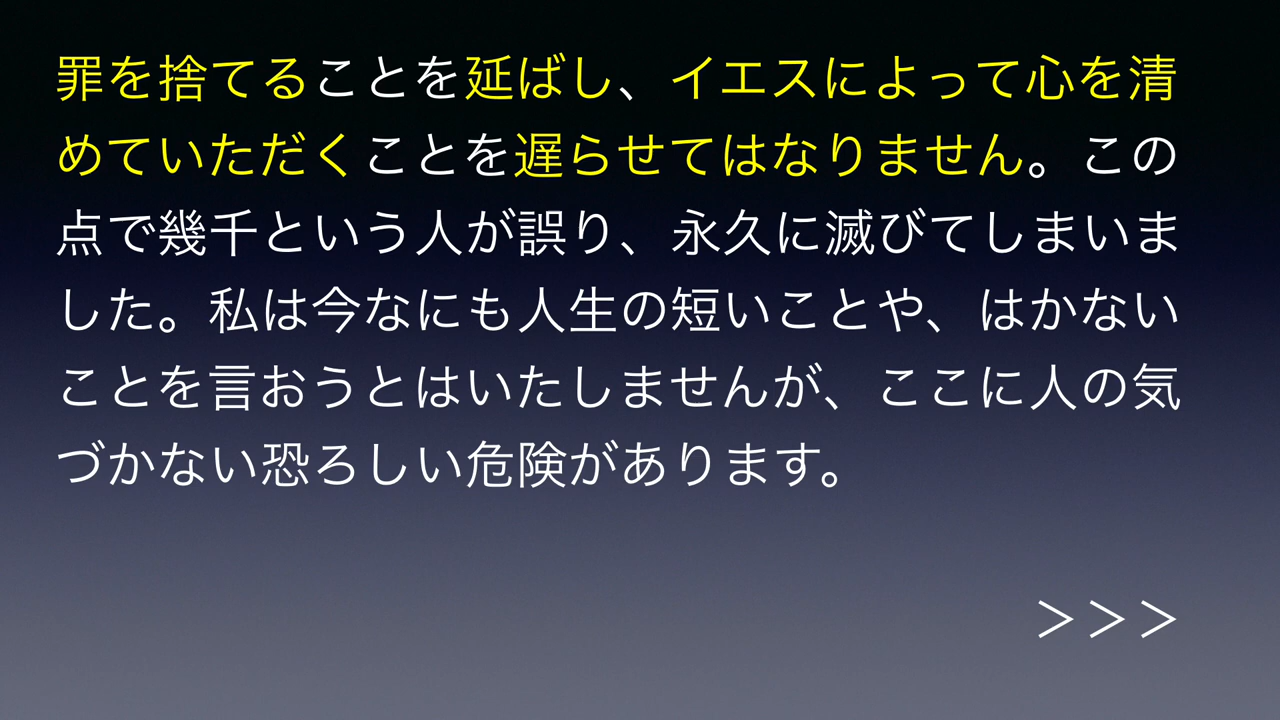 罪を捨てることを延ばし、イエスによって心を清
めていただくことを遅らせてはなりません。この
点で幾千という人が誤り、永久に滅びてしまいま
した。私は今なにも人生の短いことや、はかない
ことを言おうとはいたしませんが、ここに人の気
づかない恐ろしい危険があります。
＞＞＞